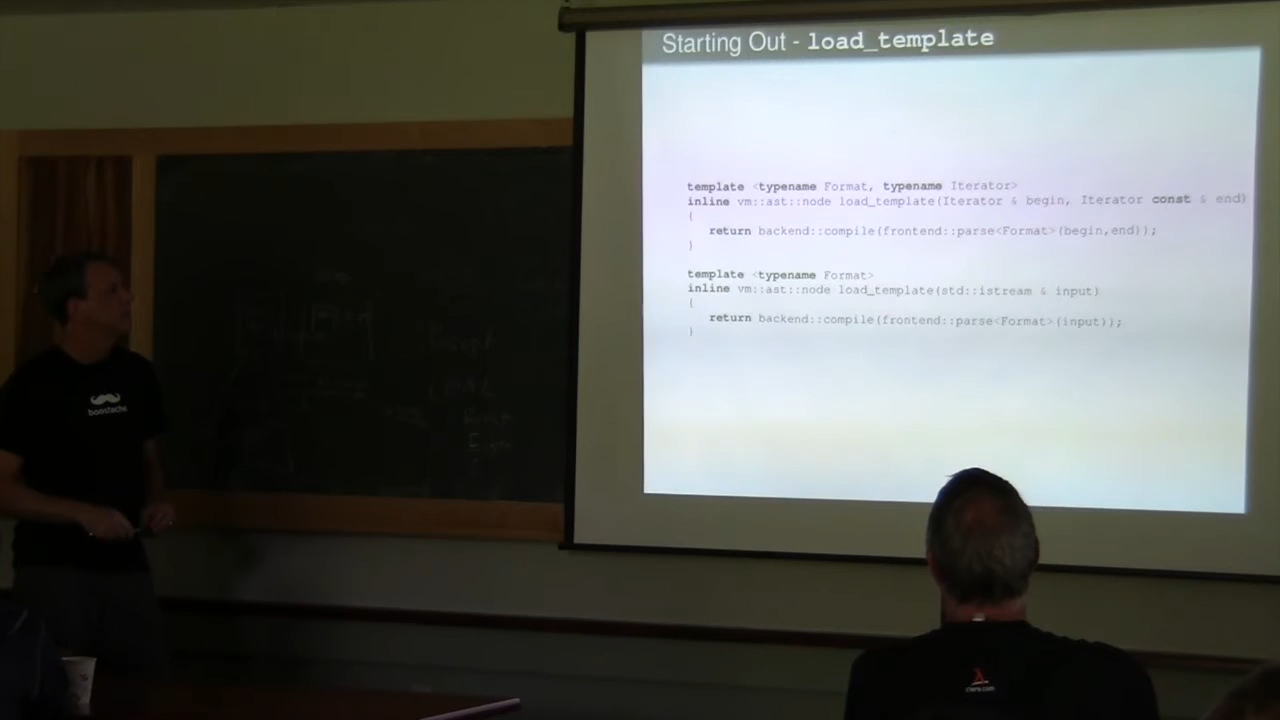 Starting Out - load_template
template <typename Format, typename Iterator>
inline vm::ast::node load_template(Iterator & begin, Iterator const & end)
{
return backend::compile(frontend::parse<Format>(begin,end));
}
template <typename Format>
inline vm::ast::node load_template(std::istream & input)
{
return backend::compile(frontend::parse<Format>(input));
}
boostache